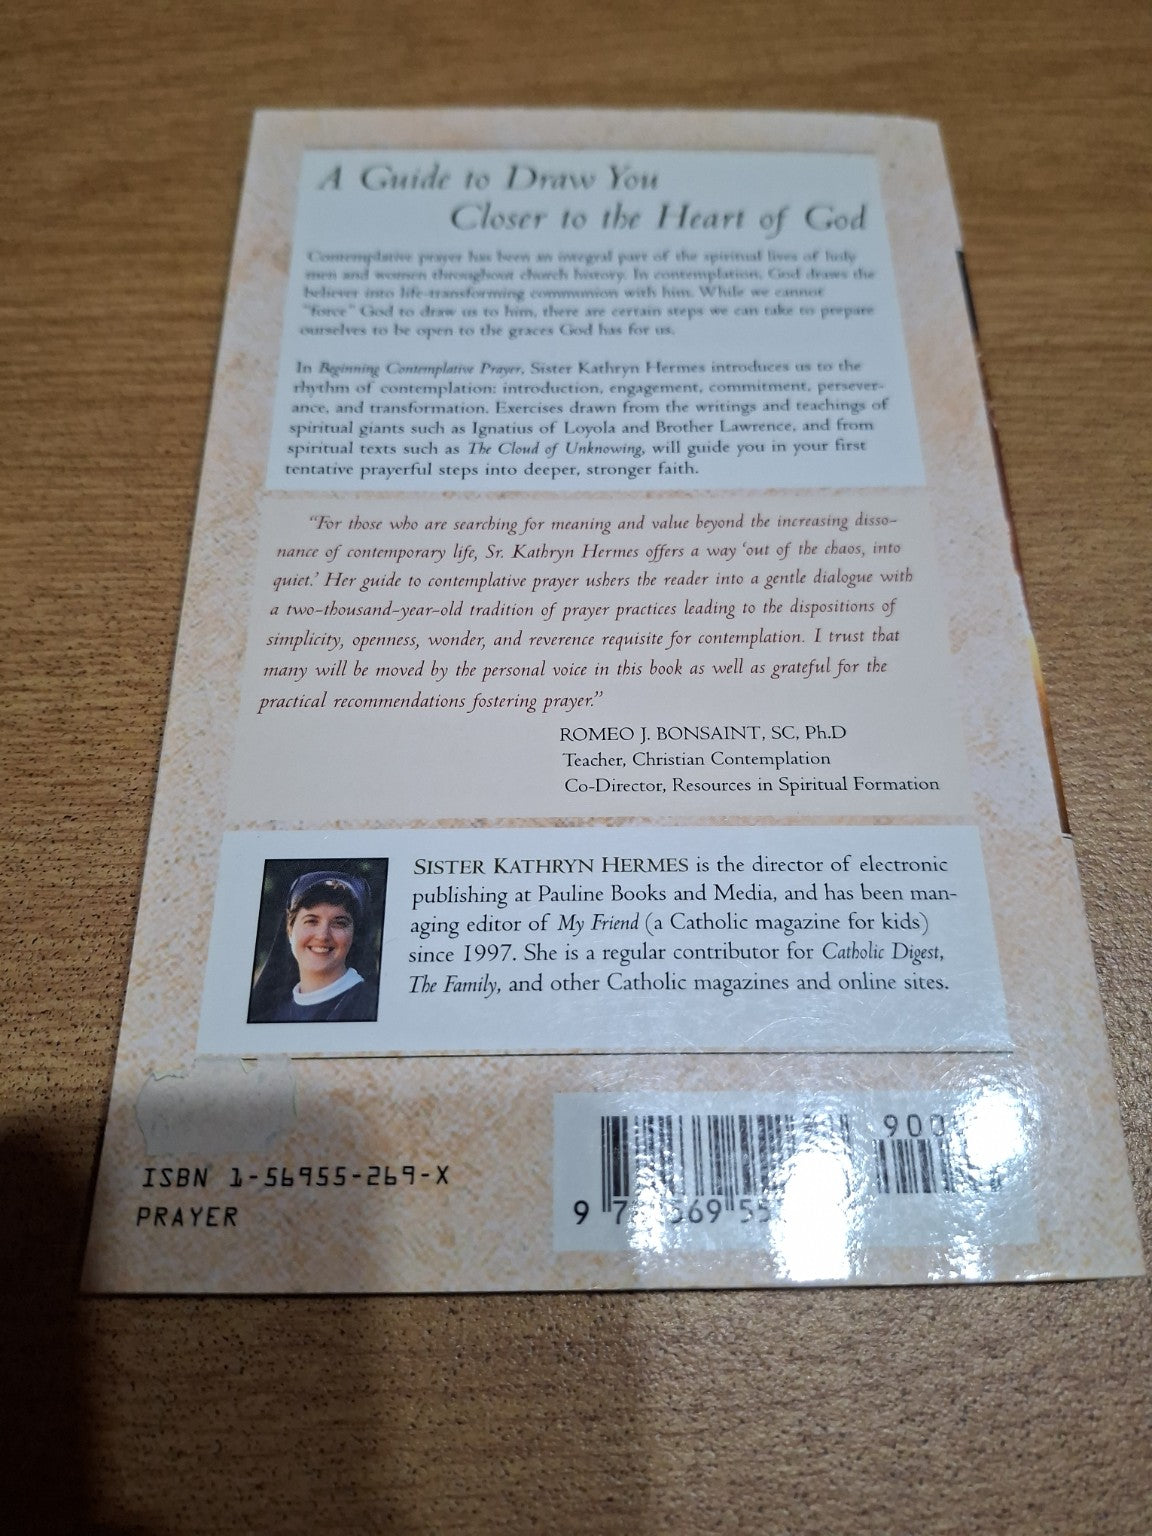 A Guide to Draw You
Closer to the Heart of God
Contemplative prayer has been an integral part of the spiritual lives of holy
men and women throughout church history. In contemplation, God draws the
believer into life-transforming communion with him. While we cannot
"force" God to draw us to him, there are certain steps we can take to prepare
ourselves to be open to the graces God has for us.
In Beginning Contemplative Prayer, Sister Kathryn Hermes introduces us to the
rhythm of contemplation: introduction, engagement, commitment, persever-
ance, and transformation. Exercises drawn from the writings and teachings of
spiritual giants such as Ignatius of Loyola and Brother Lawrence, and from
spiritual texts such as The Cloud of Unknowing, will guide you in your first
tentative prayerful steps into deeper, stronger faith.
"For those who are searching for meaning and value beyond the increasing disso-
nance of contemporary life, Sr. Kathryn Hermes offers a way 'out of the chaos, into
quiet.' Her guide to contemplative prayer ushers the reader into a gentle dialogue with
a two-thousand-year-old tradition of prayer practices leading to the dispositions of
simplicity, openness, wonder, and reverence requisite for contemplation. I trust that
many will be moved by the personal voice in this book as well as grateful for the
practical recommendations fostering prayer."
ROMEO J. BONSAINT, SC, Ph.D
Teacher, Christian Contemplation
Co-Director, Resources in Spiritual Formation
SISTER KATHRYN HERMES is the director of electronic
publishing at Pauline Books and Media, and has been man-
aging editor of My Friend (a Catholic magazine for kids)
since 1997. She is a regular contributor for Catholic Digest,
The Family, and other Catholic magazines and online sites.
ISBN 1-56955-269-X
PRAYER